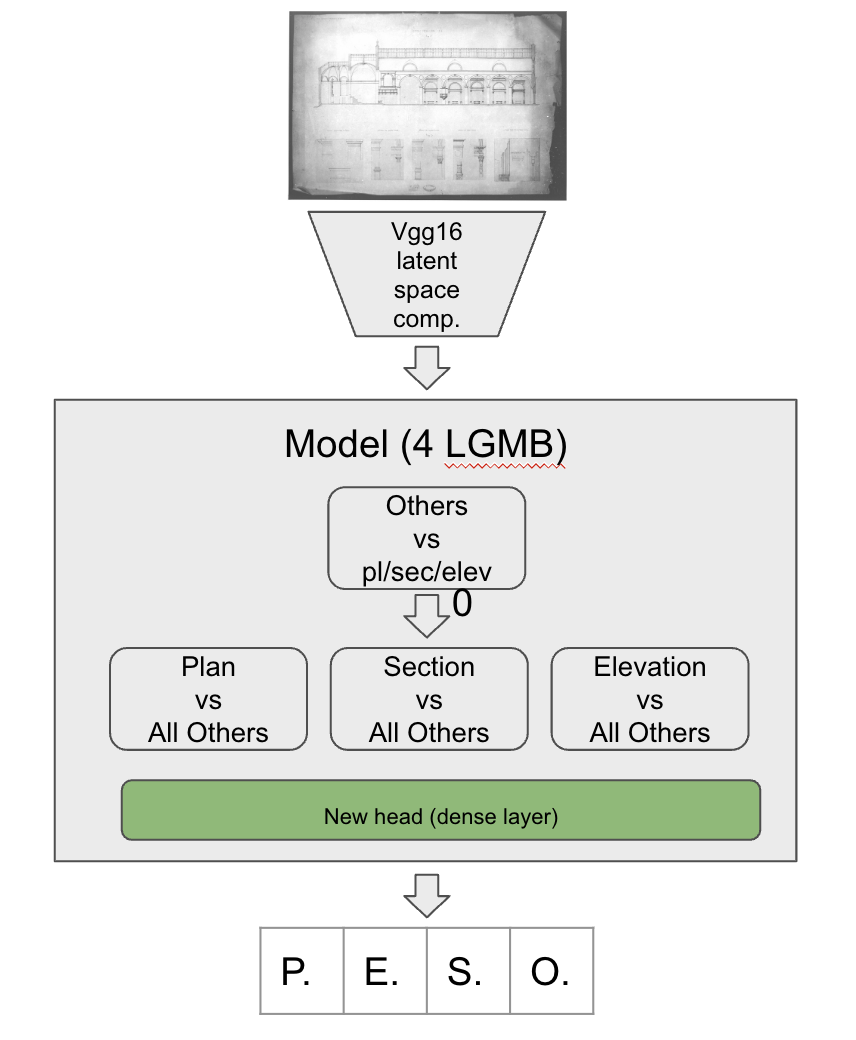 Vgg16
latent
space
comp.
Model (4 LGMB)
Others
vs
pl/sec/elev
0
Plan
vs
All Others
Section
vs
All Others
Elevation
vs
All Others
New head (dense layer)
P.
E.
S.
O.